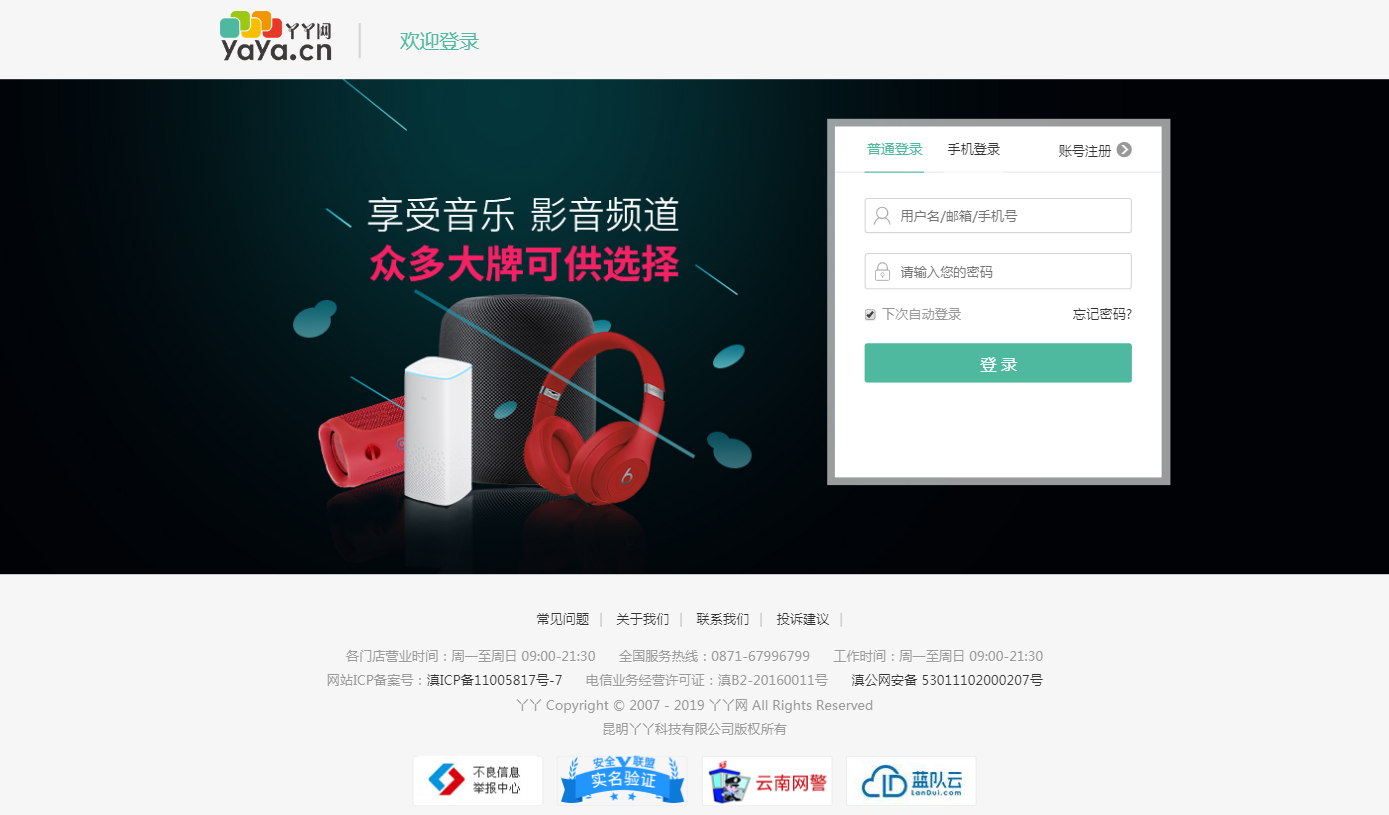 丫丫网
YaYa.cn
欢迎登录
普通登录 手机登录 账号注册
享受音乐 影音频道
众多大牌可供选择
用户名/邮箱/手机号
请输入您的密码
下次自动登录 忘记密码?
登 录
常见问题 | 关于我们 | 联系我们 | 投诉建议 |
各门店营业时间：周一至周日 09:00-21:30 全国服务热线：0871-67996799 工作时间：周一至周日 09:00-21:30
网站ICP备案号：滇ICP备11005817号-7 电信业务经营许可证：滇B2-20160011号 滇公网安备 53011102000207号
丫丫 Copyright © 2007 - 2019 丫丫网 All Rights Reserved
昆明丫丫科技有限公司版权所有
不良信息
举报中心
安全联盟
实名验证
云南网警
蓝队云
LanDui.com